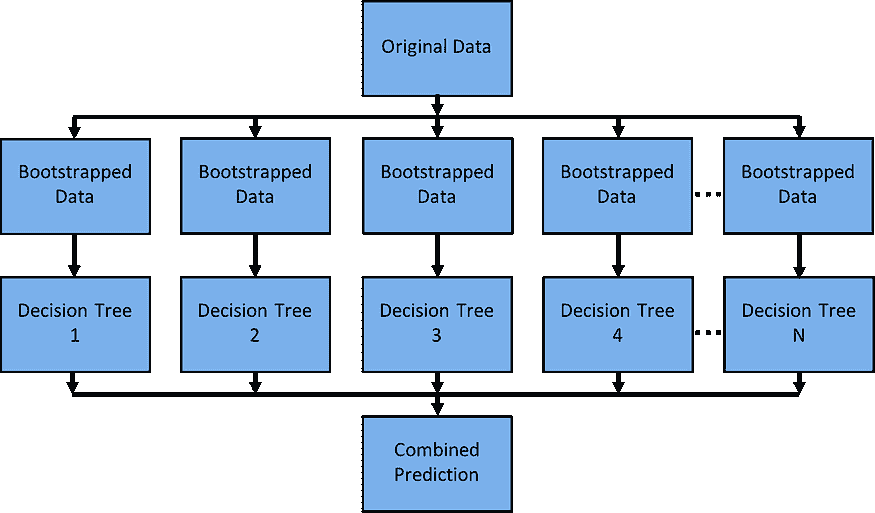 Original Data
Bootstrapped
Data
Bootstrapped
Data
Bootstrapped
Data
Bootstrapped
Data
Bootstrapped
Data
Decision Tree
1
Decision Tree
2
Decision Tree
3
Decision Tree
4
Decision Tree
N
Combined
Prediction